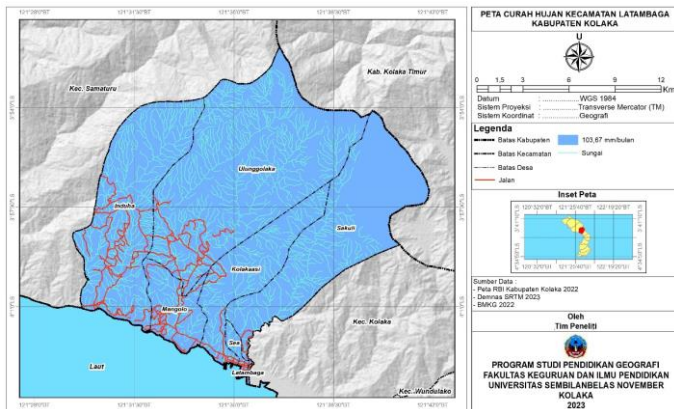 PETA CURAH HUJAN KECAMATAN LATAMBAGA
KABUPATEN KOLAKA
U
0 1,5 3 6 9 12
Km
Datum : WGS 1984
Sistem Proyeksi : Transverse Mercator (TM)
Sistem Koordinat : Geografi
Legenda
Batas Kabupaten
103,67 mm/bulan
Batas Kecamatan
Sungai
Batas Desa
Jalan
Inset Peta
Sumber Data :
- Peta RBI Kabupaten Kolaka 2022
- Demnas SRTM 2023
- BMKG 2022
Oleh
Tim Peneliti
PROGRAM STUDI PENDIDIKAN GEOGRAFI
FAKULTAS KEGURUAN DAN ILMU PENDIDIKAN
UNIVERSITAS SEMBILANBELAS NOVEMBER
KOLAKA
2023
Kec. Samaturu
Kab. Kolaka Timur
Ulunggolaka
Induha
Sakuli
Kolakaasi
Mangolo
Sea
Latambaga
Kec. Kolaka
Laut
Kec. Wundulako